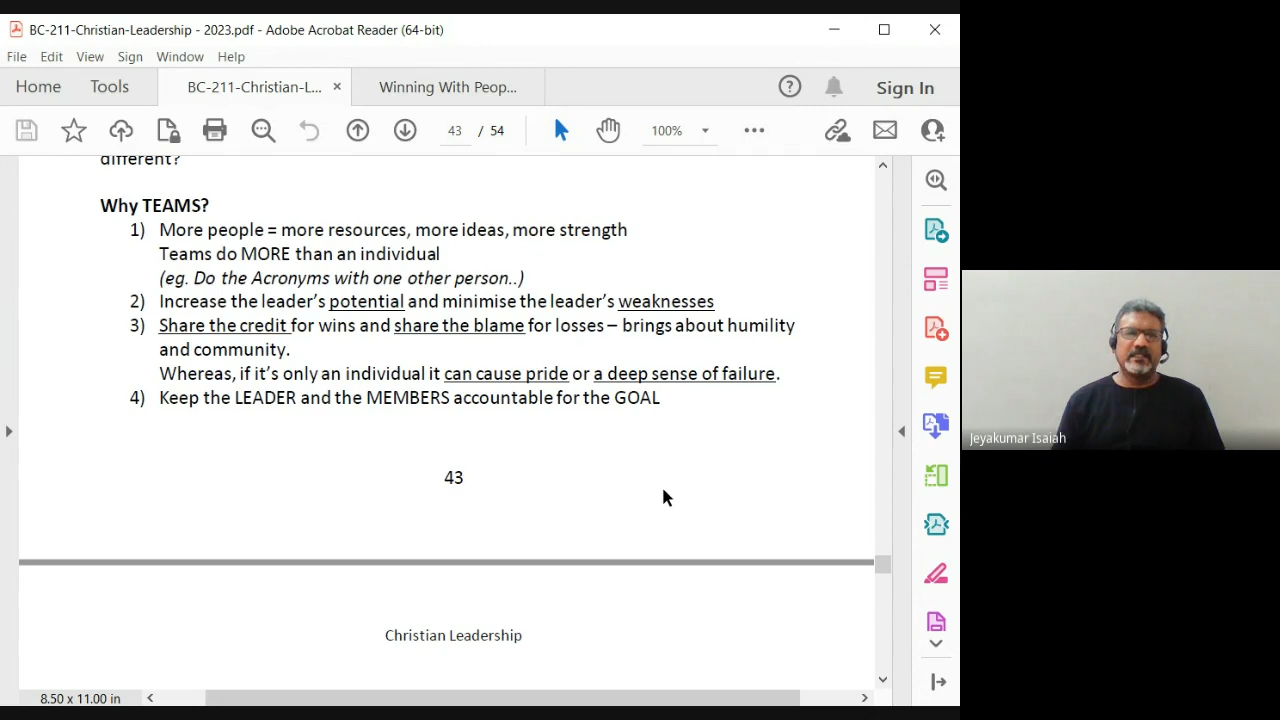 BC-211-Christian-Leadership - 2023.pdf - Adobe Acrobat Reader (64-bit)
File Edit View Sign Window Help
Home Tools BC-211-Christian-L... × Winning With Peop... Sign In
43 / 54 100%
different?
Why TEAMS?
1) More people = more resources, more ideas, more strength
Teams do MORE than an individual
(eg. Do the Acronyms with one other person..)
2) Increase the leader's potential and minimise the leader's weaknesses
3) Share the credit for wins and share the blame for losses – brings about humility
and community.
Whereas, if it's only an individual it can cause pride or a deep sense of failure.
4) Keep the LEADER and the MEMBERS accountable for the GOAL
43
Christian Leadership
8.50 x 11.00 in
Jeyakumar Isaiah